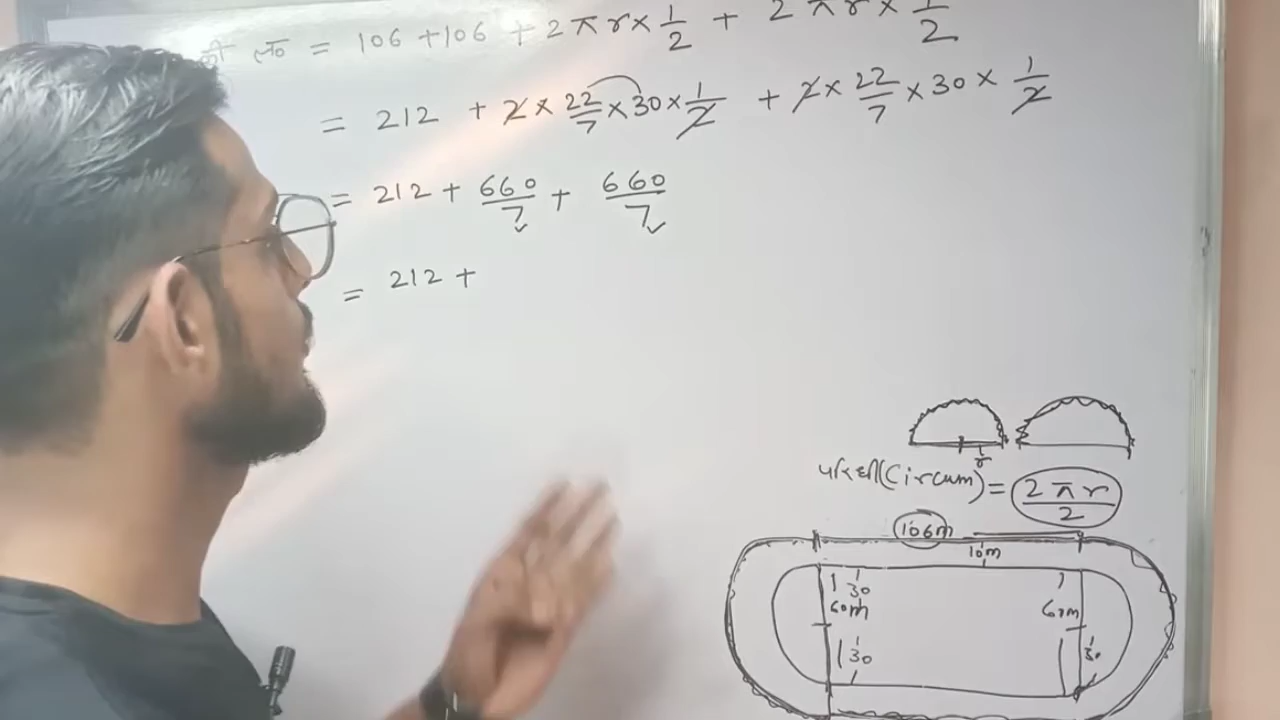 = 106 + 106 + 2πr × 1/2 + 2πr × 1/2
= 212 + 2 × 22/7 × 30 × 1/2 + 2 × 22/7 × 30 × 1/2
= 212 + 660/7 + 660/7
= 212 +
r
(Circum) = 2πr/2
106m
10m
30
60m 60m
30 30